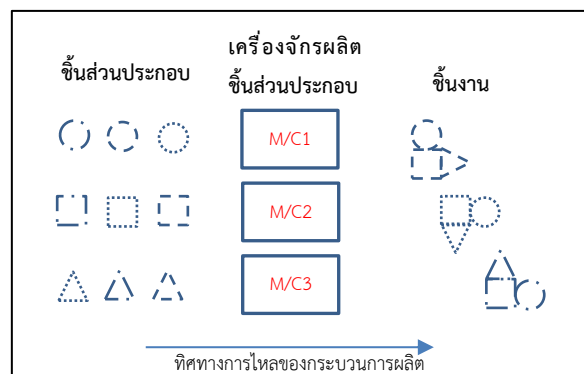 เครื่องจักรผลิต
ชิ้นส่วนประกอบ
ชิ้นส่วนประกอบ
ชิ้นงาน
M/C1
M/C2
M/C3
ทิศทางการไหลของกระบวนการผลิต